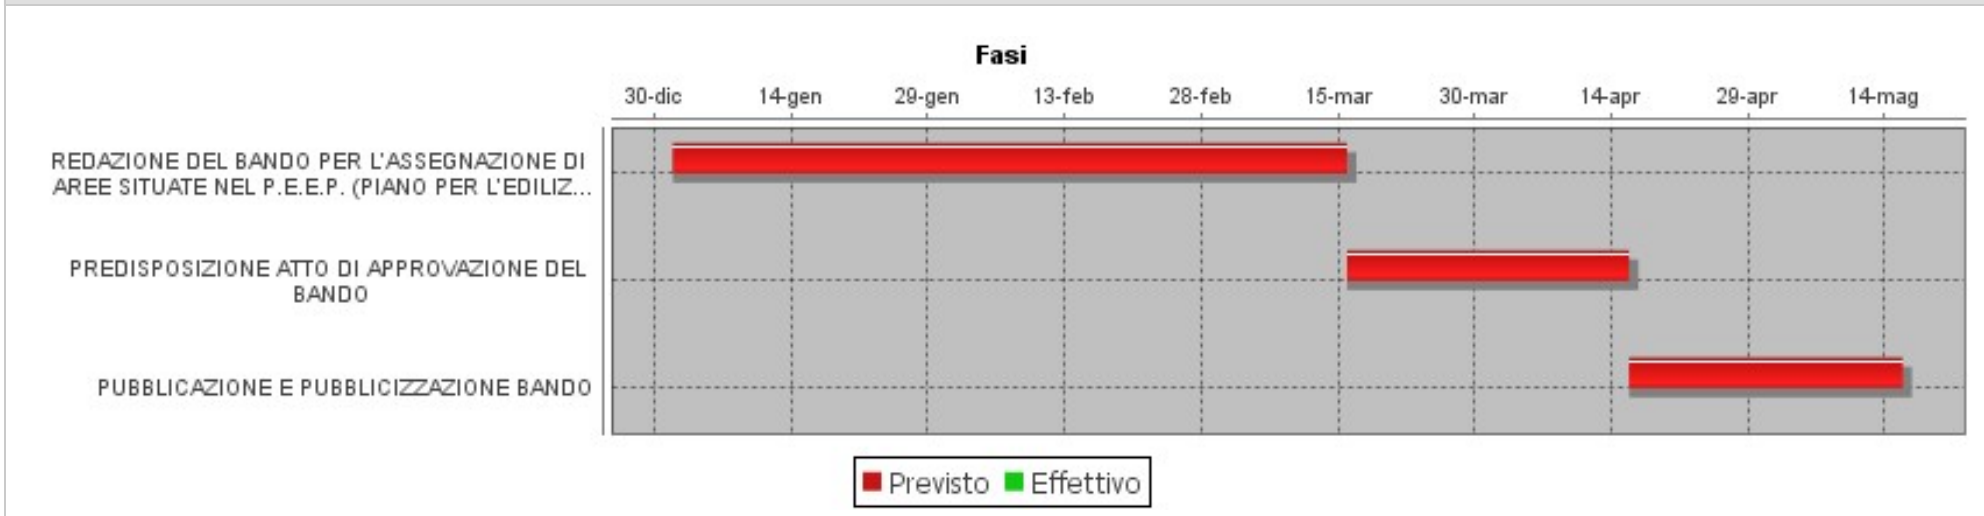 Fasi
30-dic 14-gen 29-gen 13-feb 28-feb 15-mar 30-mar 14-apr 29-apr 14-mag
REDAZIONE DEL BANDO PER L'ASSEGNAZIONE DI
AREE SITUATE NEL P.E.E.P. (PIANO PER L'EDILIZ...
PREDISPOSIZIONE ATTO DI APPROVAZIONE DEL
BANDO
PUBBLICAZIONE E PUBBLICIZZAZIONE BANDO
Previsto Effettivo